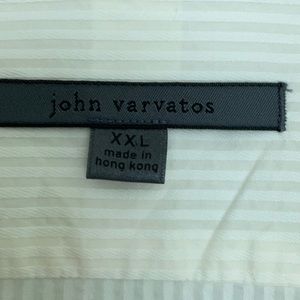 john varvatos
XXL
made in
hong kong